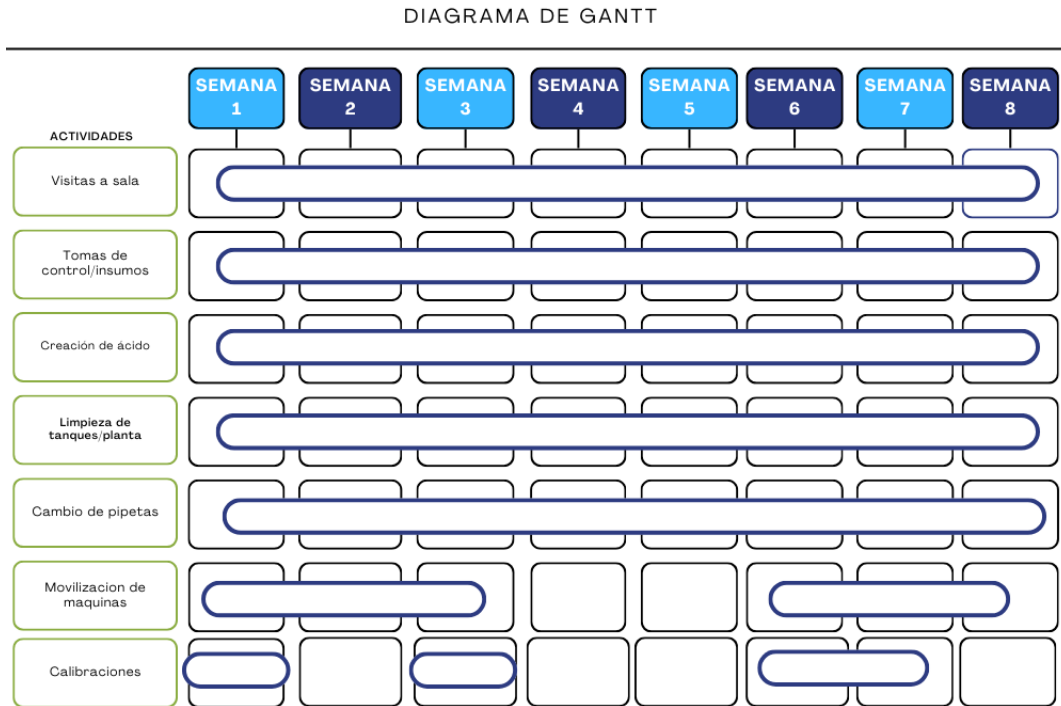 DIAGRAMA DE GANTT
SEMANA
1
SEMANA
2
SEMANA
3
SEMANA
4
SEMANA
5
SEMANA
6
SEMANA
7
SEMANA
8
ACTIVIDADES
Visitas a sala
Tomas de
control/insumos
Creación de ácido
Limpieza de
tanques/planta
Cambio de pipetas
Movilizacion de
maquinas
Calibraciones